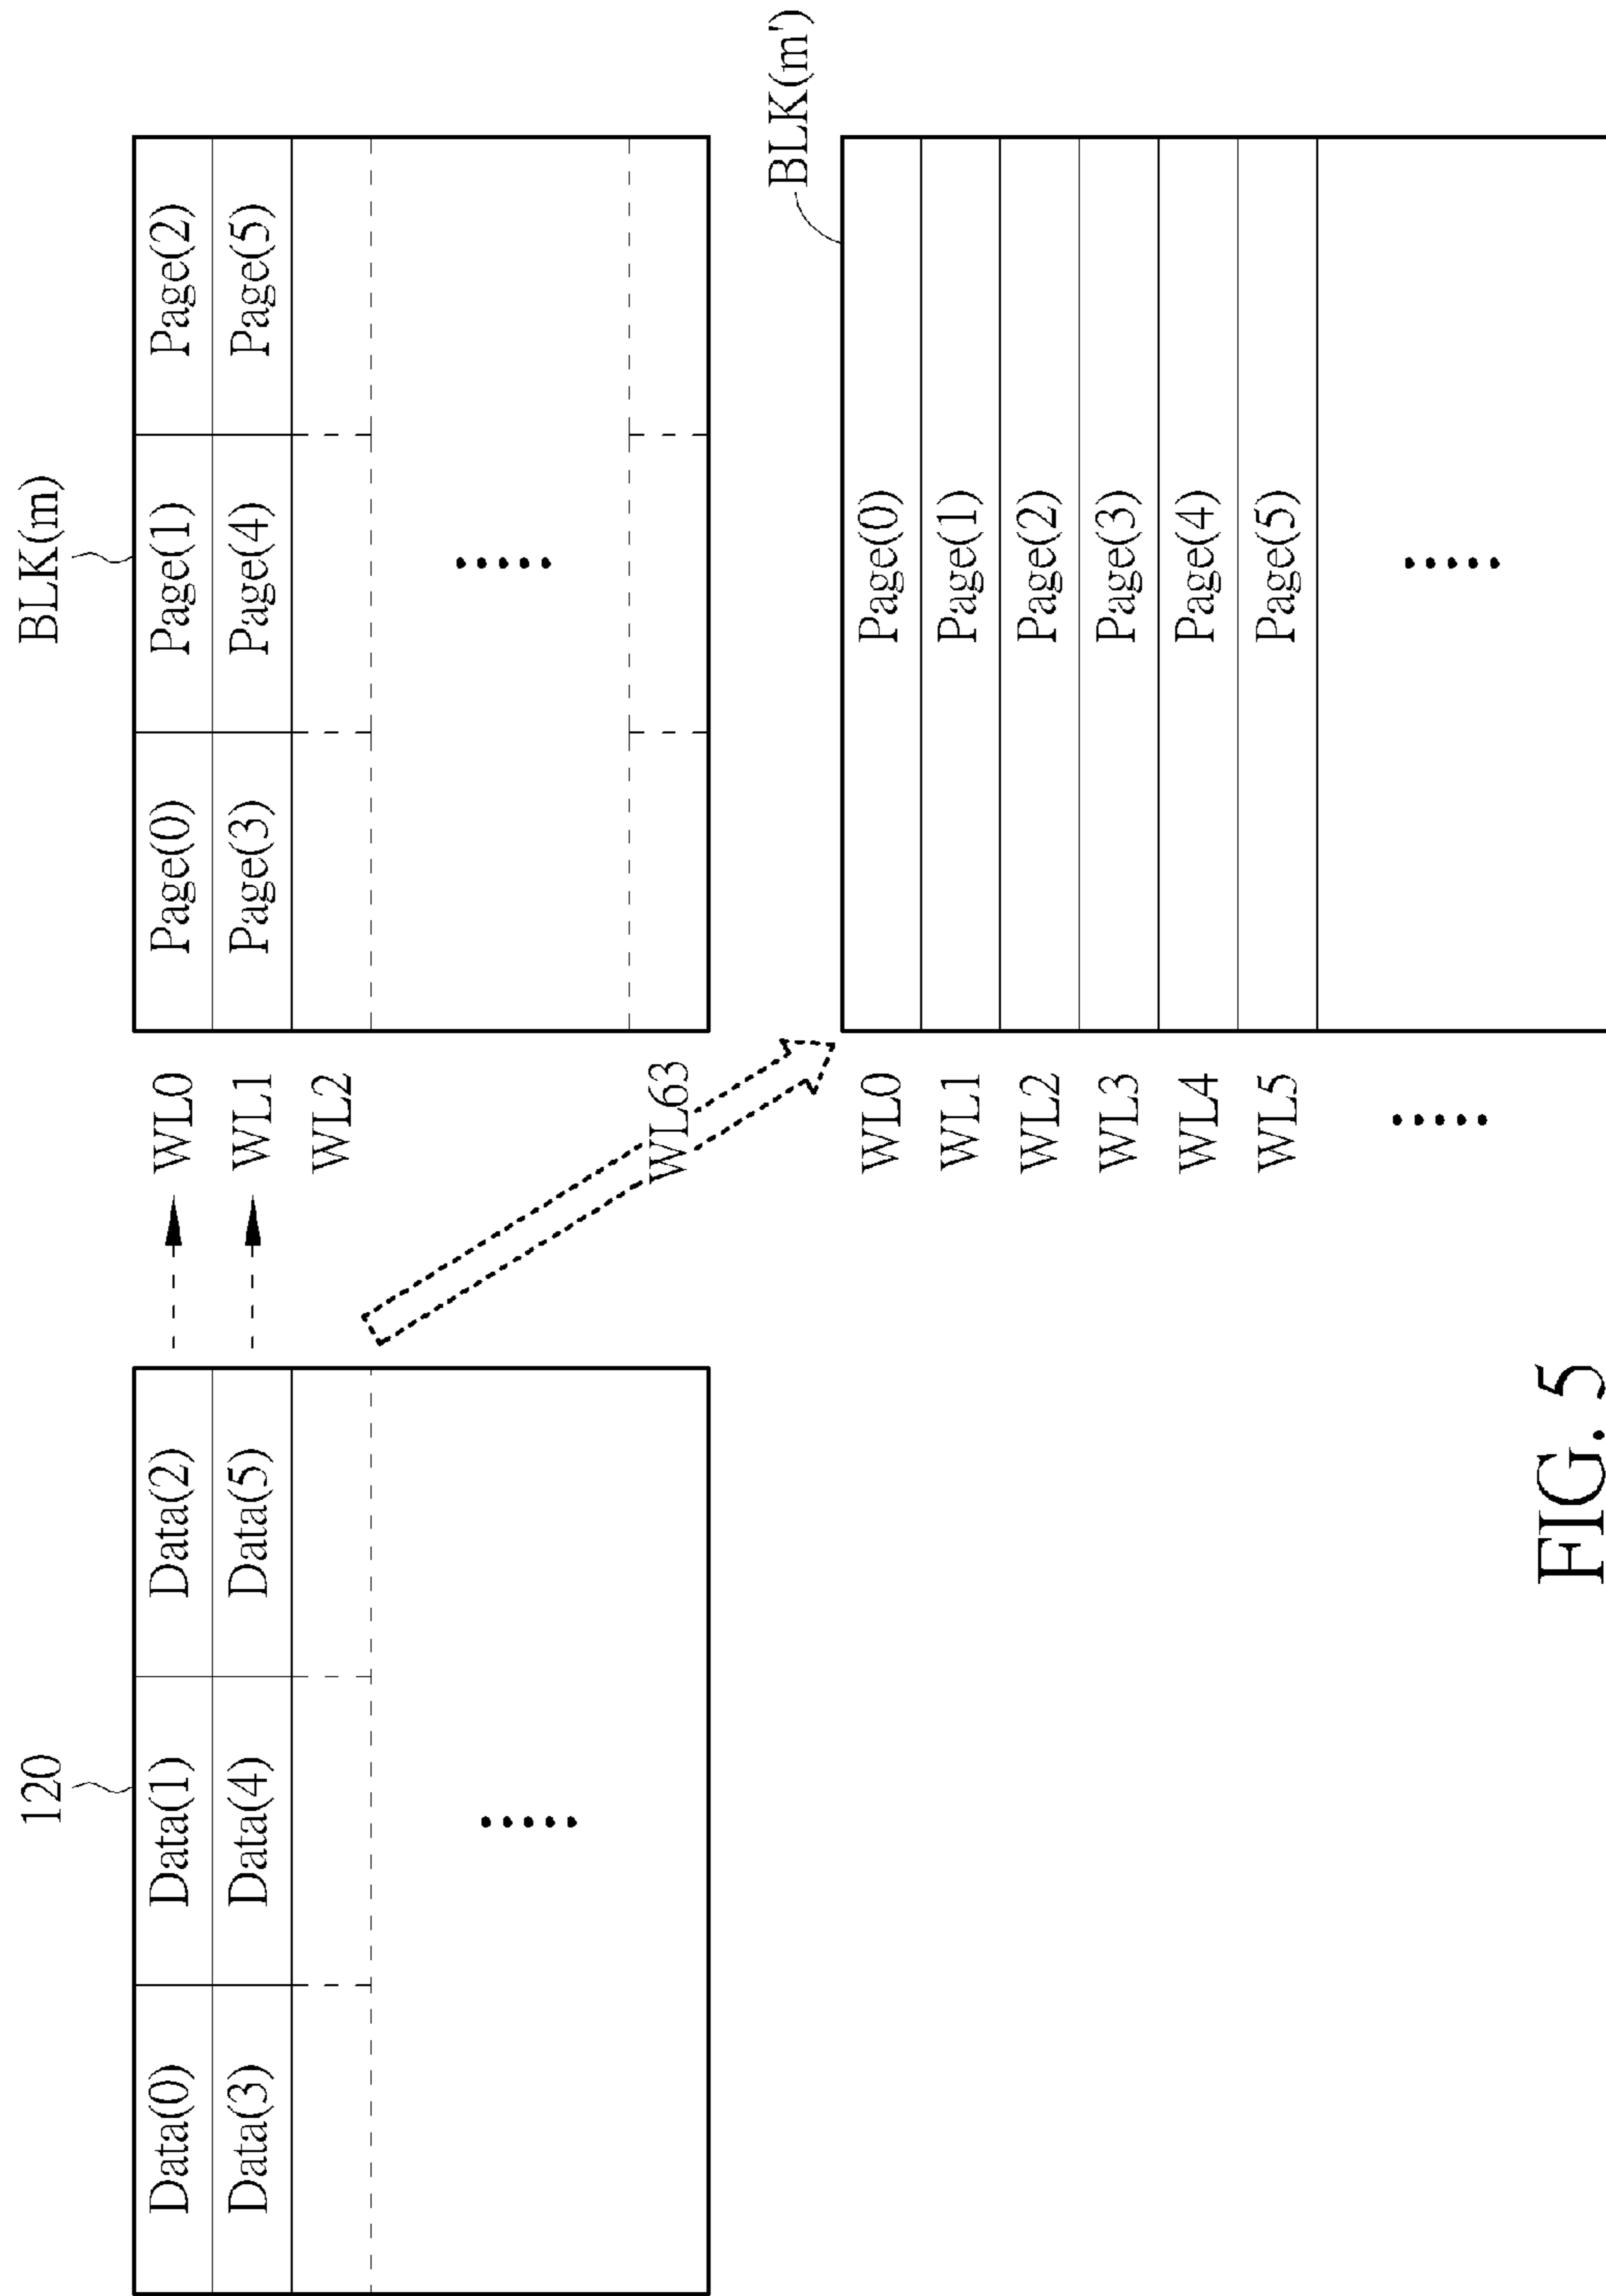 120
Data(0) Data(1) Data(2)
Data(3) Data(4) Data(5)
BLK(m)
WL0 Page(0) Page(1) Page(2)
WL1 Page(3) Page(4) Page(5)
WL2
WL63
BLK(m')
WL0 Page(0)
WL1 Page(1)
WL2 Page(2)
WL3 Page(3)
WL4 Page(4)
WL5 Page(5)
FIG. 5